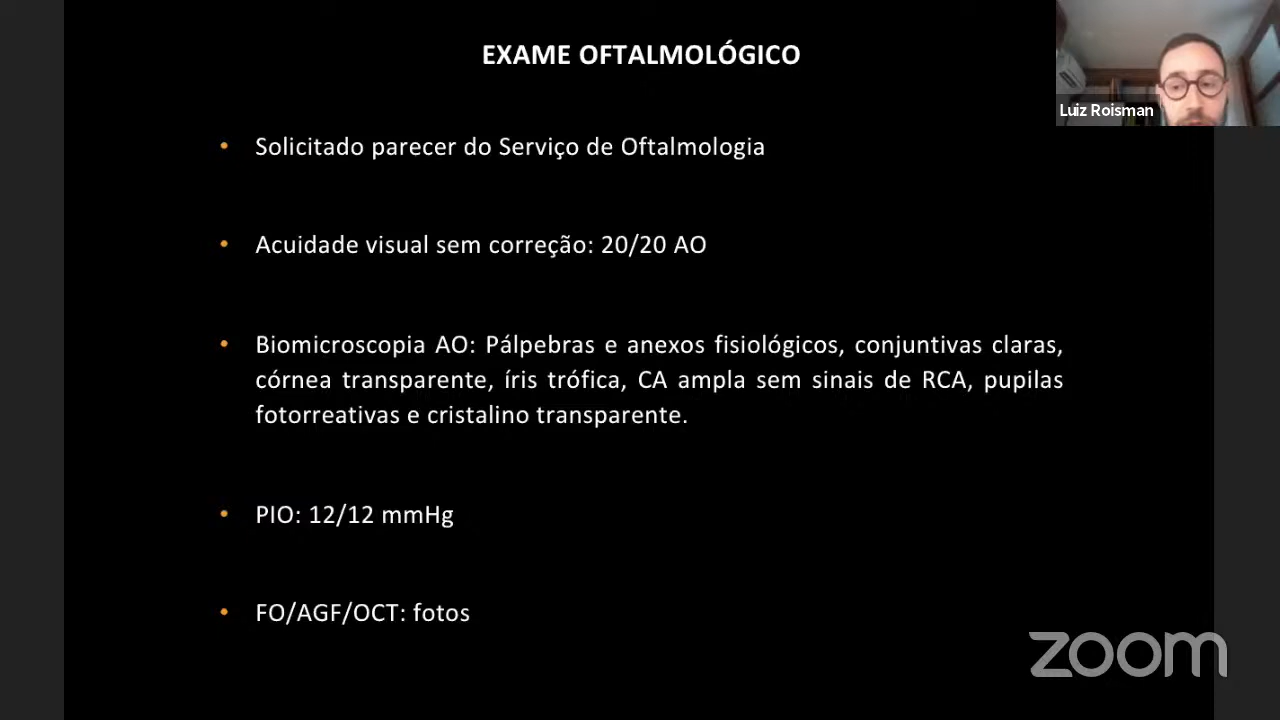 EXAME OFTALMOLÓGICO
Luiz Roisman
• Solicitado parecer do Serviço de Oftalmologia
• Acuidade visual sem correção: 20/20 AO
• Biomicroscopia AO: Pálpebras e anexos fisiológicos, conjuntivas claras,
córnea transparente, íris trófica, CA ampla sem sinais de RCA, pupilas
fotorreativas e cristalino transparente.
• PIO: 12/12 mmHg
• FO/AGF/OCT: fotos
zoom